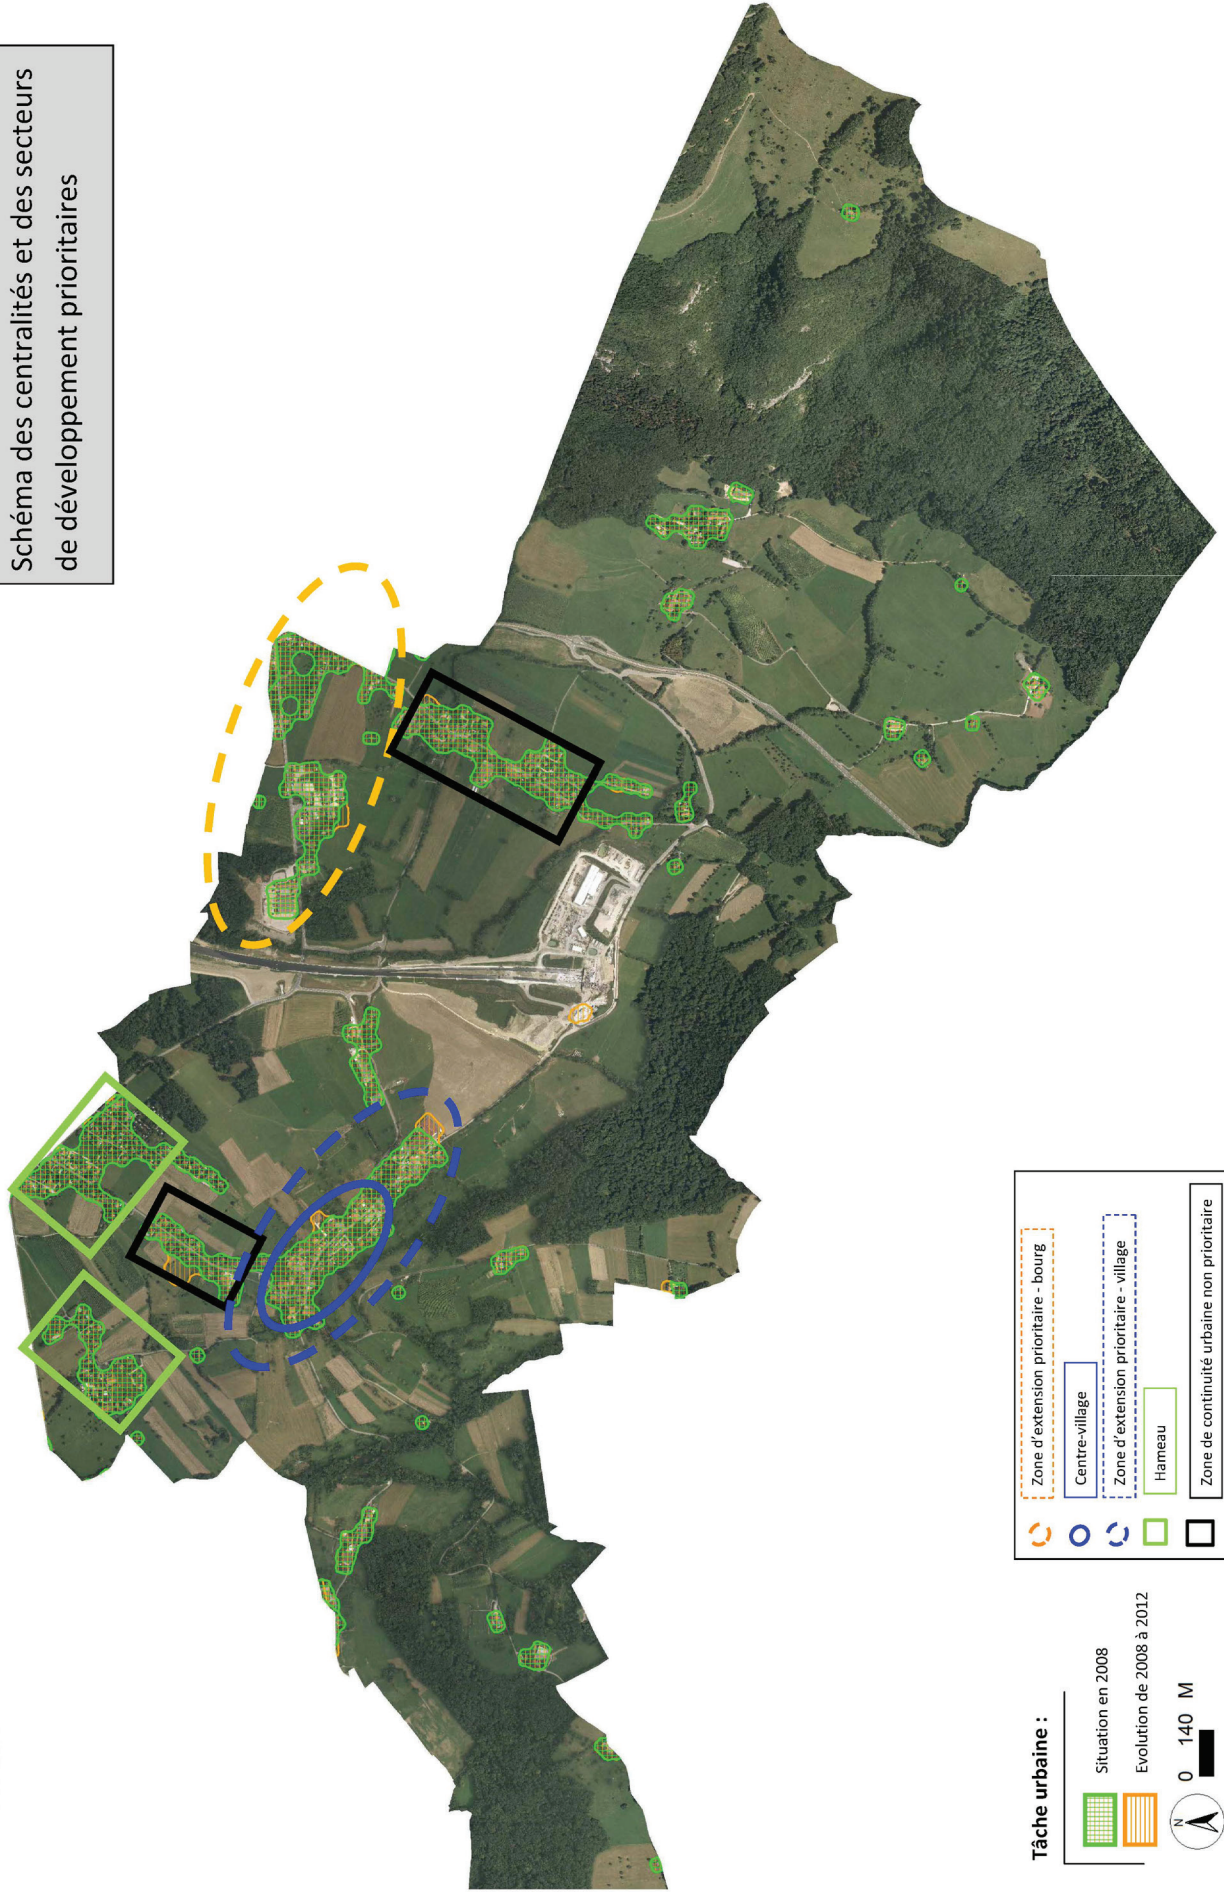 Schéma des centralités et des secteurs
de développement prioritaires
Tâche urbaine :
Situation en 2008
Evolution de 2008 à 2012
N
0 140 M
Zone d'extension prioritaire - bourg
Centre-village
Zone d'extension prioritaire - village
Hameau
Zone de continuité urbaine non prioritaire